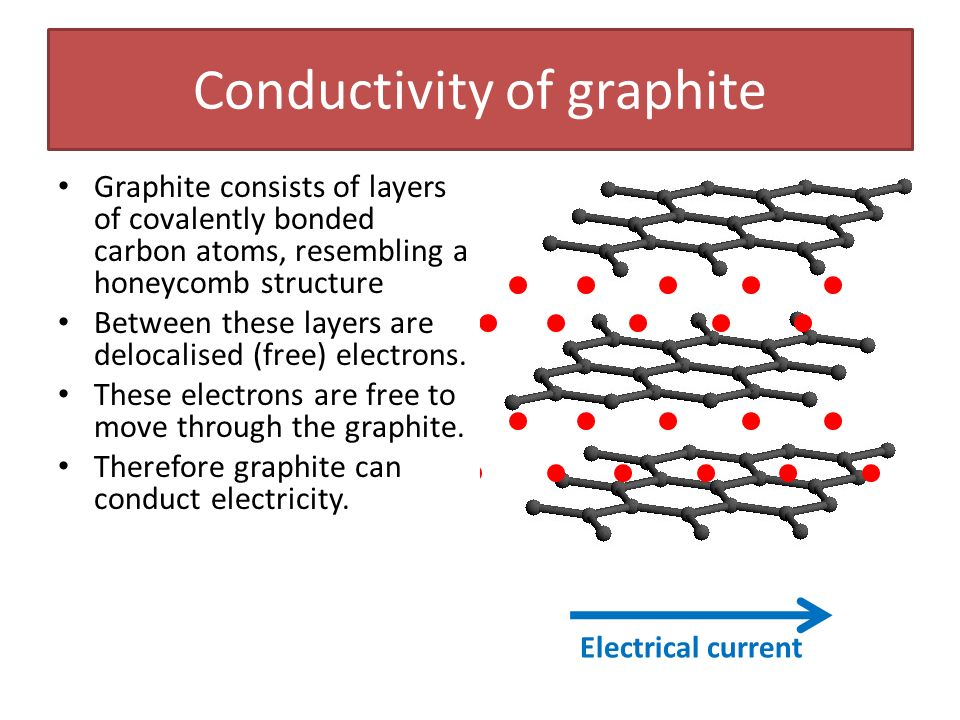 Conductivity of graphite
• Graphite consists of layers
of covalently bonded
carbon atoms, resembling a
honeycomb structure
• Between these layers are
delocalised (free) electrons.
• These electrons are free to
move through the graphite.
• Therefore graphite can
conduct electricity.
Electrical current